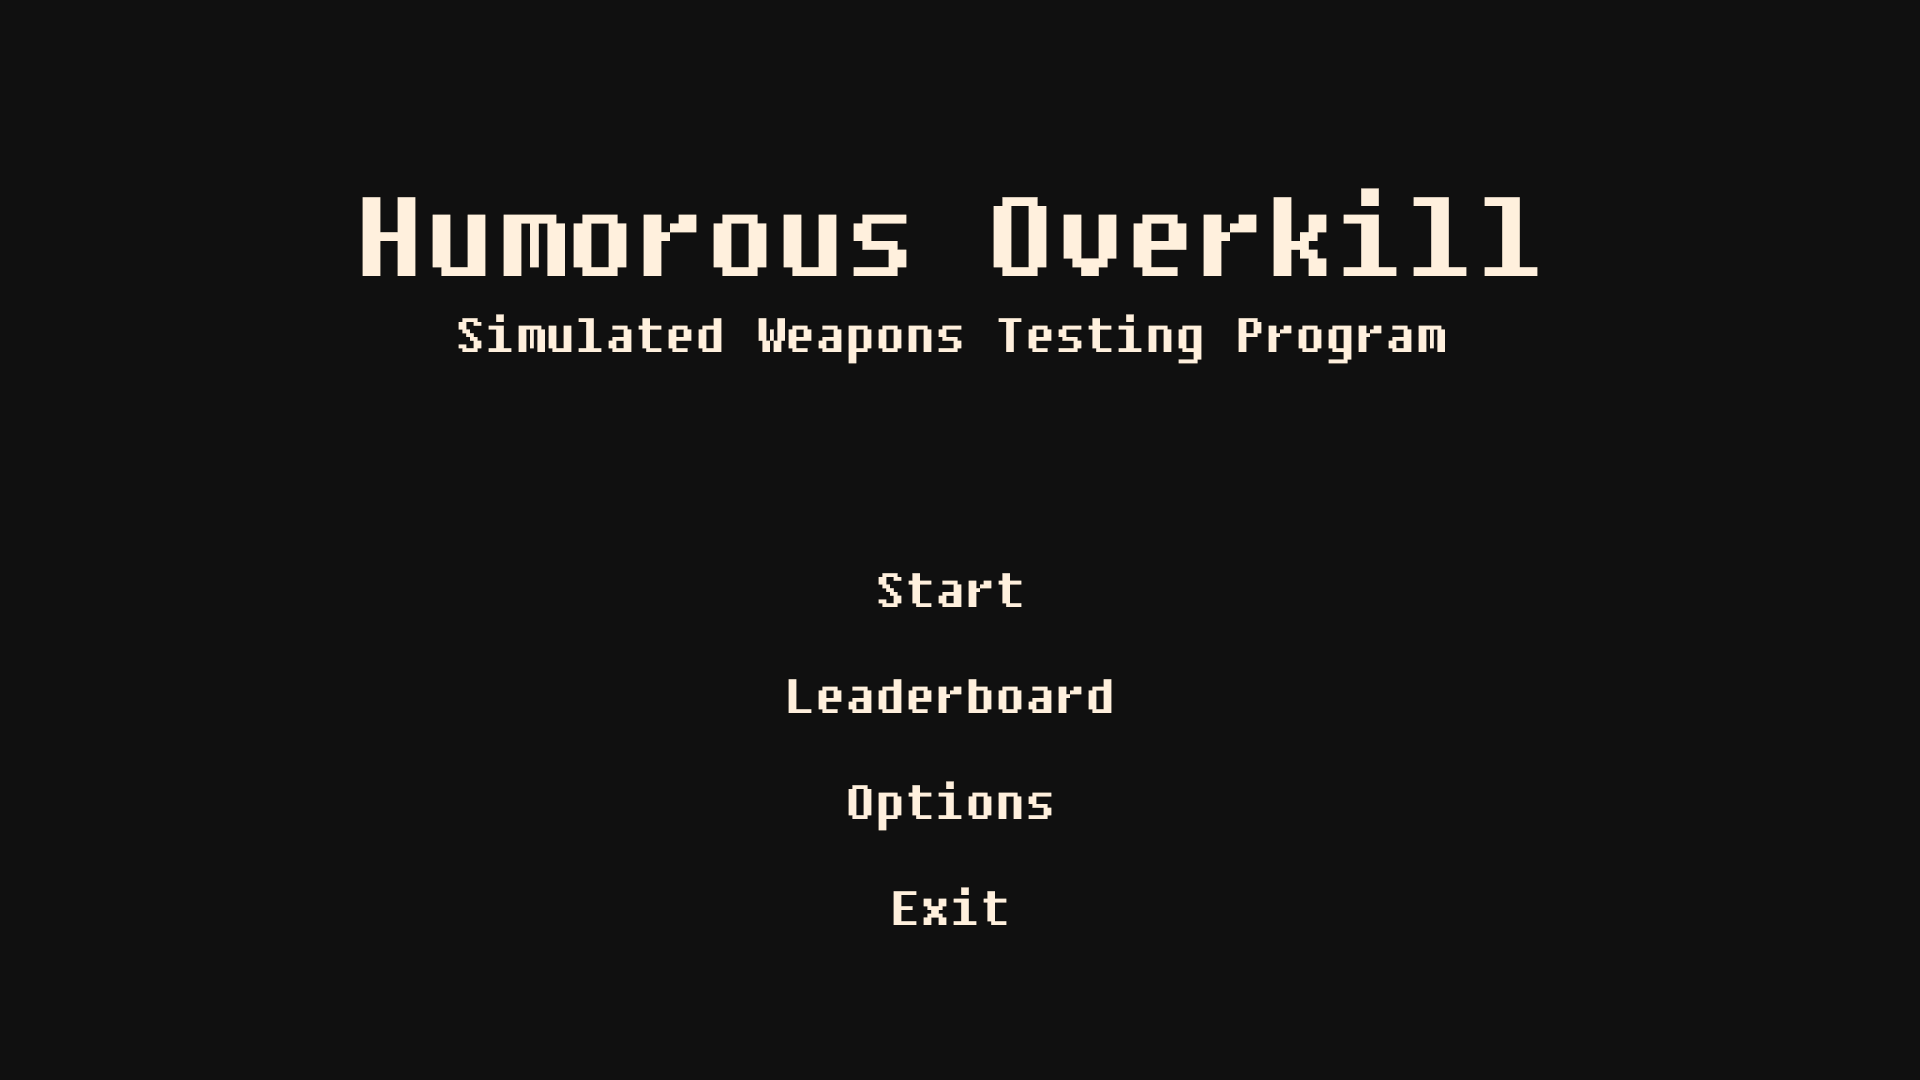 Humorous Overkill
Simulated Weapons Testing Program
Start
Leaderboard
Options
Exit